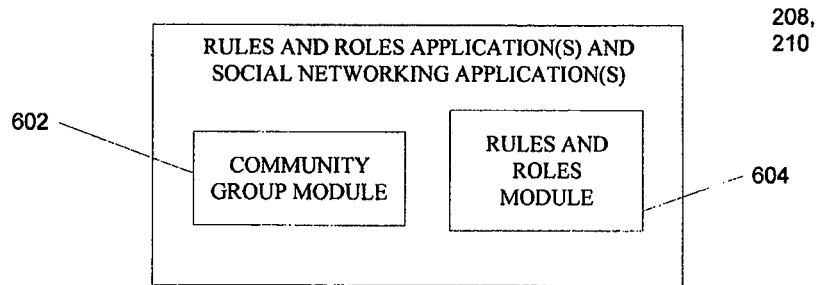 208,
210
RULES AND ROLES APPLICATION(S) AND
SOCIAL NETWORKING APPLICATION(S)
602
COMMUNITY
GROUP MODULE
RULES AND
ROLES
MODULE
604